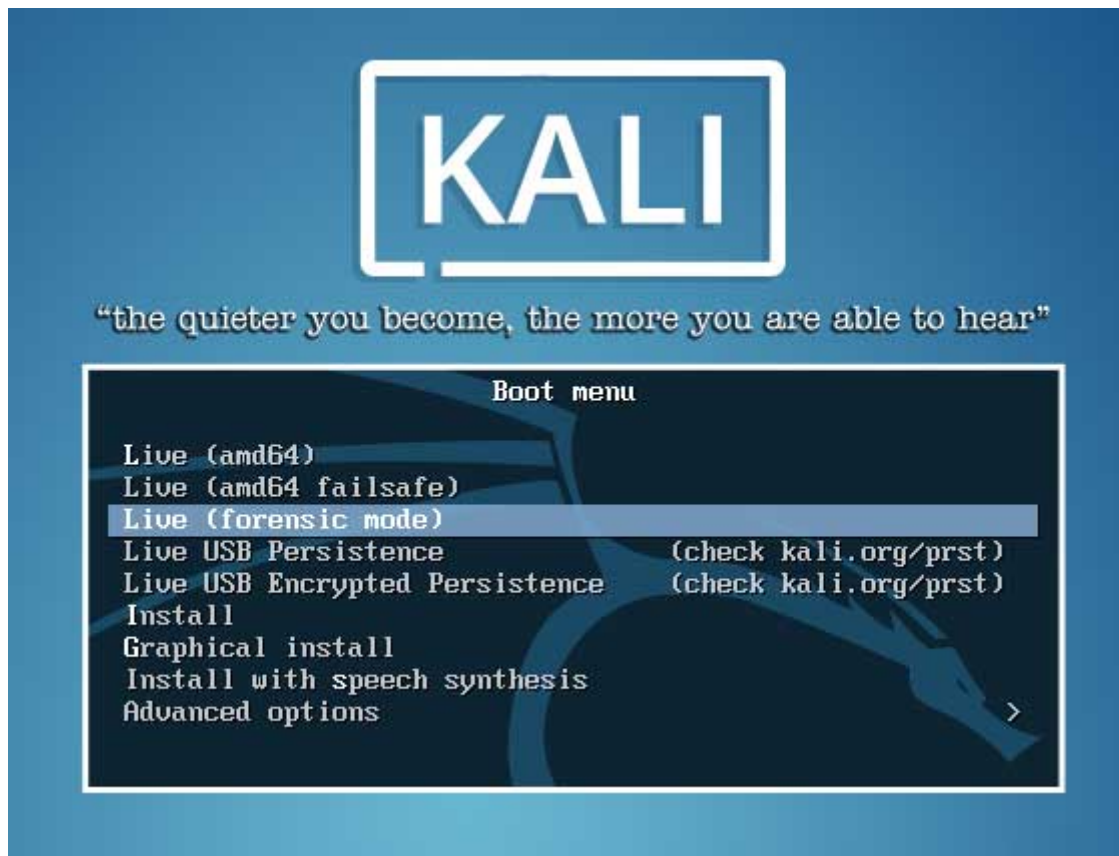 KALI
“the quieter you become, the more you are able to hear”
Boot menu
Live (amd64)
Live (amd64 failsafe)
Live (forensic mode)
Live USB Persistence (check kali.org/prst)
Live USB Encrypted Persistence (check kali.org/prst)
Install
Graphical install
Install with speech synthesis
Advanced options >